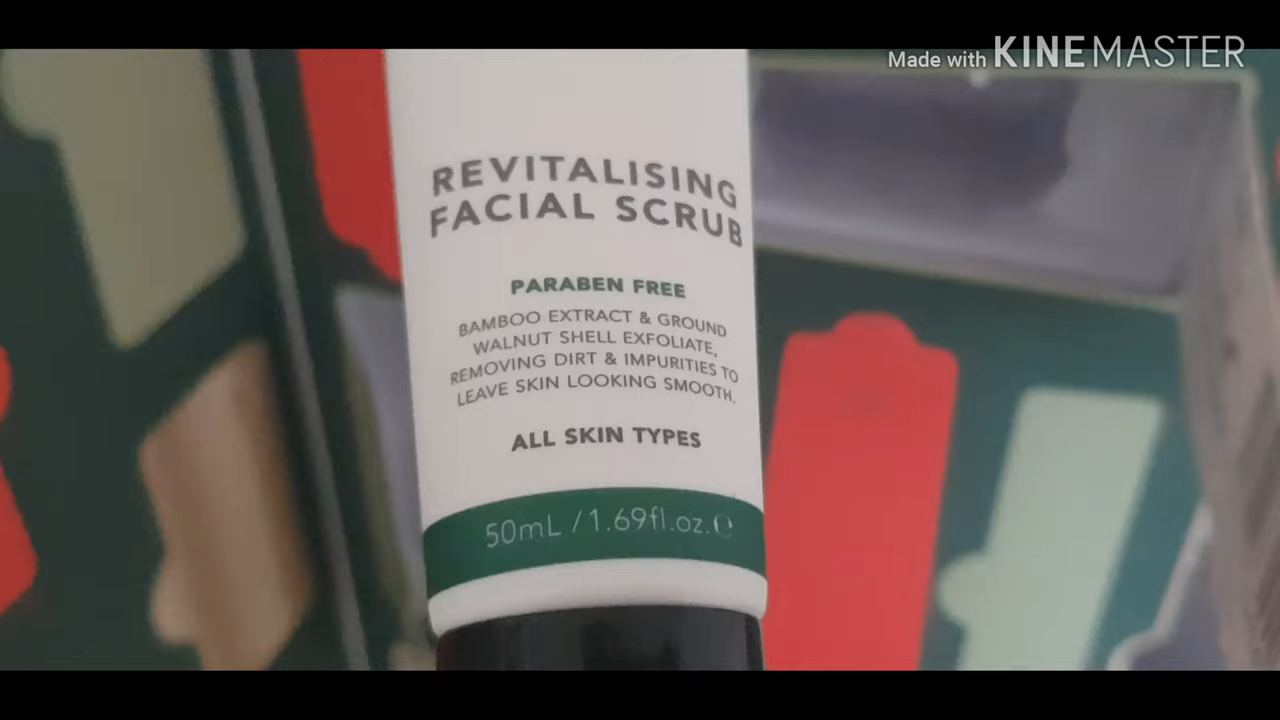 Made with KINEMASTER
REVITALISING
FACIAL SCRUB
PARABEN FREE
BAMBOO EXTRACT & GROUND
WALNUT SHELL EXFOLIATE,
REMOVING DIRT & IMPURITIES TO
LEAVE SKIN LOOKING SMOOTH.
ALL SKIN TYPES
50mL / 1.69fl.oz.℮